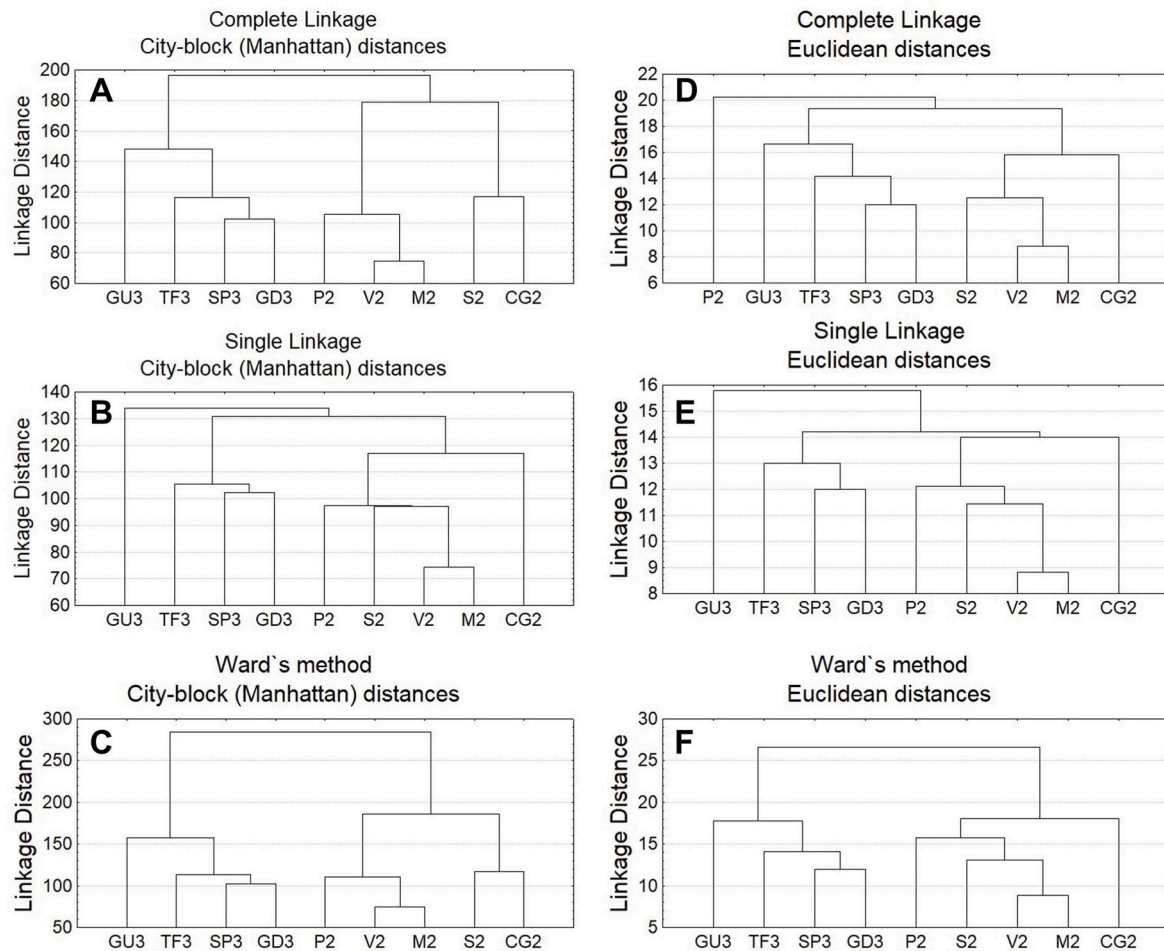 Complete Linkage
City-block (Manhattan) distances
A
Linkage Distance
200
180
160
140
120
100
80
60
GU3 TF3 SP3 GD3 P2 V2 M2 S2 CG2
Complete Linkage
Euclidean distances
D
Linkage Distance
22
20
18
16
14
12
10
8
6
P2 GU3 TF3 SP3 GD3 S2 V2 M2 CG2
Single Linkage
City-block (Manhattan) distances
B
Linkage Distance
140
130
120
110
100
90
80
70
60
GU3 TF3 SP3 GD3 P2 S2 V2 M2 CG2
Single Linkage
Euclidean distances
E
Linkage Distance
16
15
14
13
12
11
10
9
8
GU3 TF3 SP3 GD3 P2 S2 V2 M2 CG2
Ward`s method
City-block (Manhattan) distances
C
Linkage Distance
300
250
200
150
100
50
GU3 TF3 SP3 GD3 P2 V2 M2 S2 CG2
Ward`s method
Euclidean distances
F
Linkage Distance
30
25
20
15
10
5
GU3 TF3 SP3 GD3 P2 S2 V2 M2 CG2